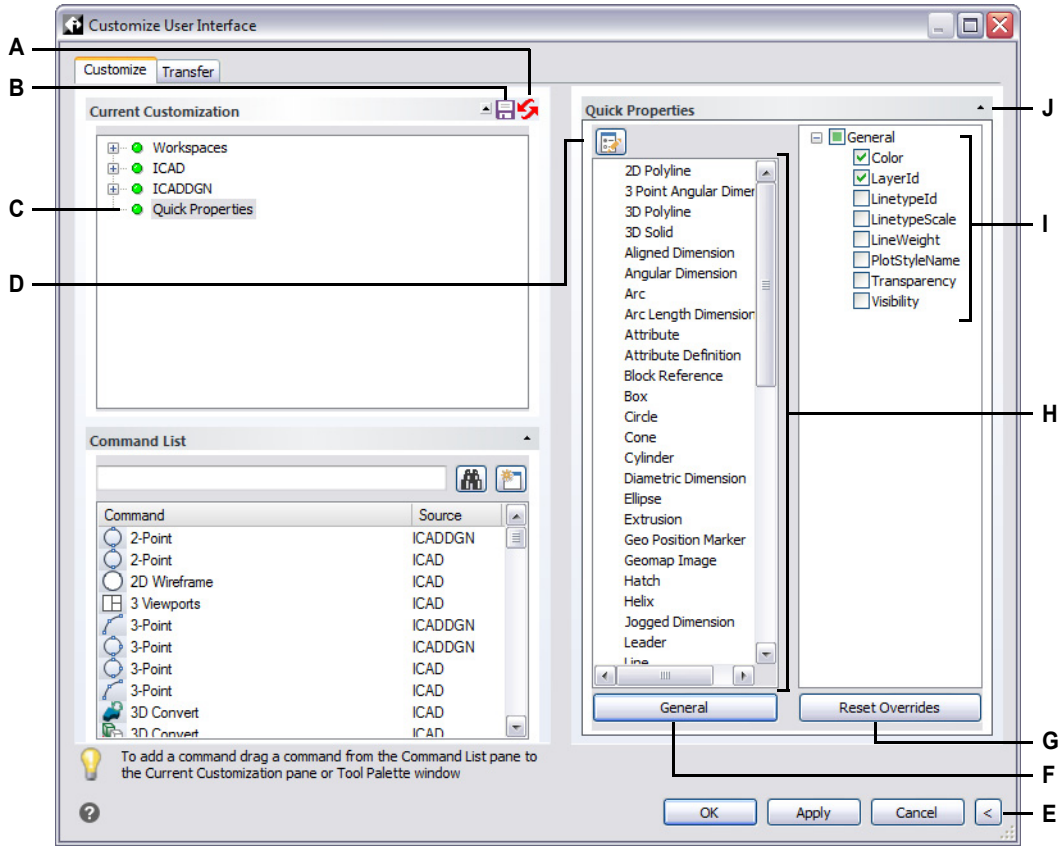 Customize User Interface
A
B
Customize Transfer
Current Customization
Quick Properties
J
Workspaces
ICAD
ICADDGN
Quick Properties
C
D
2D Polyline
3 Point Angular Dimer
3D Polyline
3D Solid
Aligned Dimension
Angular Dimension
Arc
Arc Length Dimension
Attribute
Attribute Definition
Block Reference
Box
Circle
Cone
Cylinder
Diametric Dimension
Ellipse
Extrusion
Geo Position Marker
Geomap Image
Hatch
Helix
Jogged Dimension
Leader
Line
General
Color
LayerId
LinetypeId
LinetypeScale
LineWeight
PlotStyleName
Transparency
Visibility
I
H
Command List
Command Source
2-Point ICADDGN
2-Point ICAD
2D Wireframe ICAD
3 Viewports ICAD
3-Point ICADDGN
3-Point ICADDGN
3-Point ICAD
3-Point ICAD
3D Convert ICAD
3D Convert ICAD
General
Reset Overrides
G
F
To add a command drag a command from the Command List pane to
the Current Customization pane or Tool Palette window
?
OK
Apply
Cancel
<
E